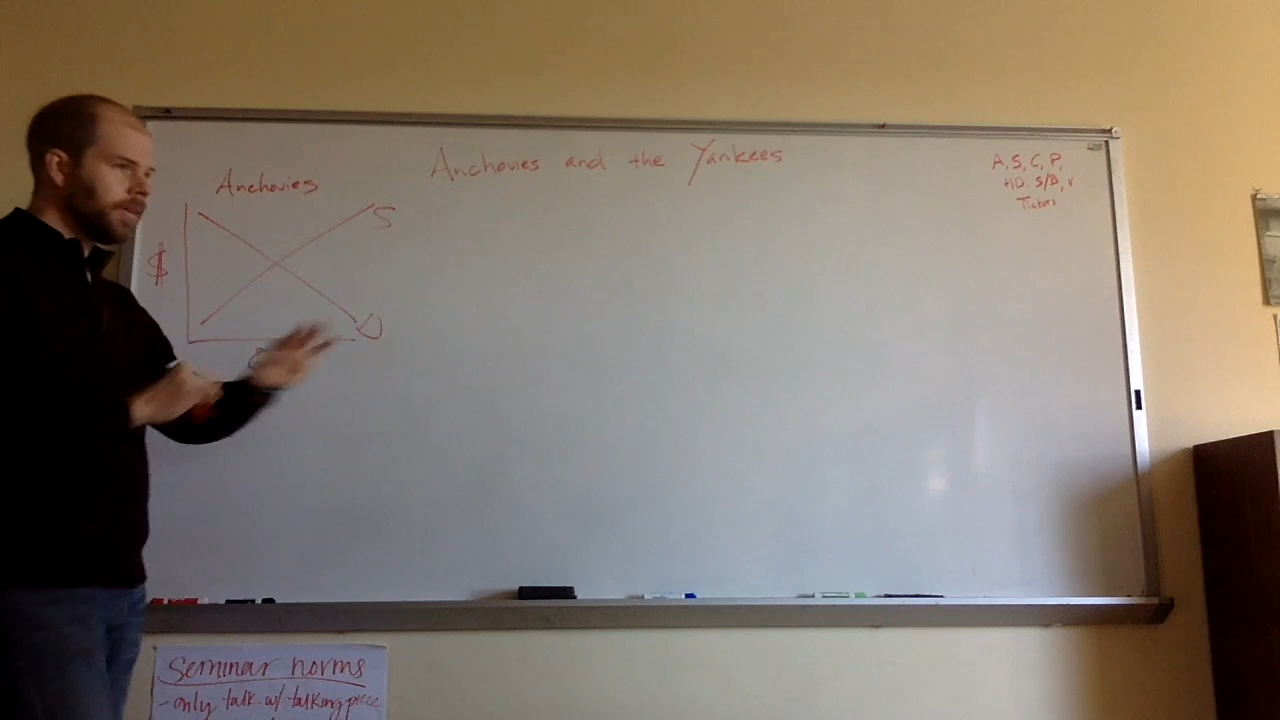 Anchovies and the Yankees
A, S, C, P,
HD. S/D, r
Tickets
Anchovies
S
$
D
Seminar norms
- only talk w/ talking piece